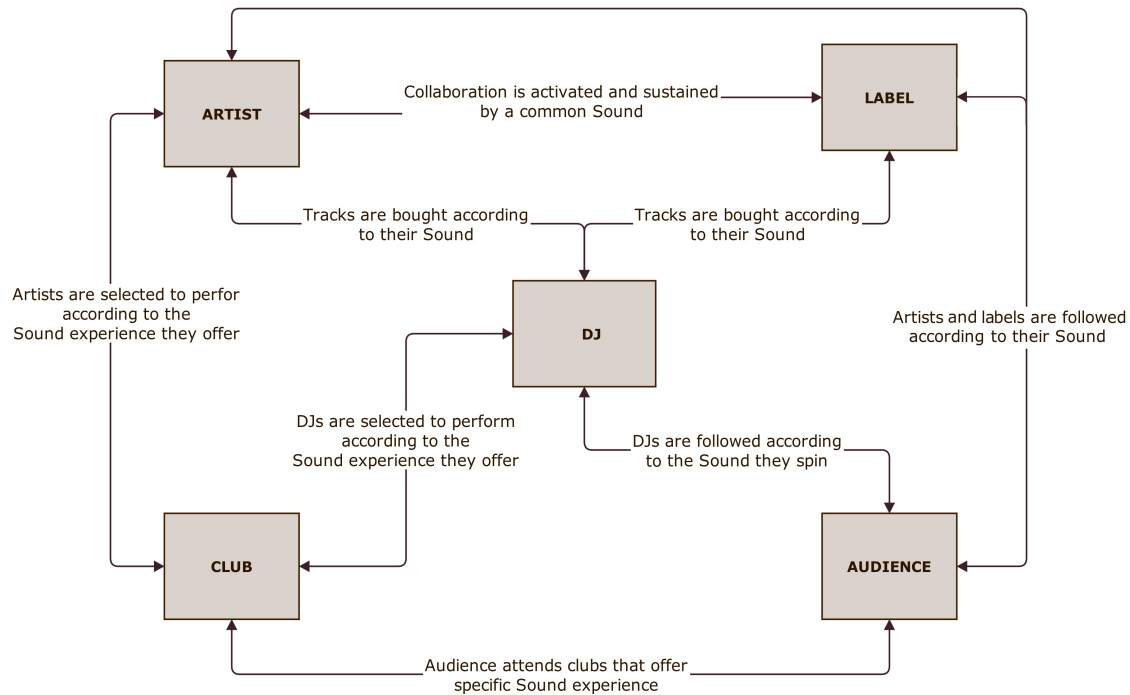 Collaboration is activated and sustained
by a common Sound
LABEL
ARTIST
Tracks are bought according
to their Sound
Tracks are bought according
to their Sound
Artists are selected to perfor
according to the
Sound experience they offer
DJ
Artists and labels are followed
according to their Sound
DJs are selected to perform
according to the
Sound experience they offer
DJs are followed according
to the Sound they spin
CLUB
AUDIENCE
Audience attends clubs that offer
specific Sound experience